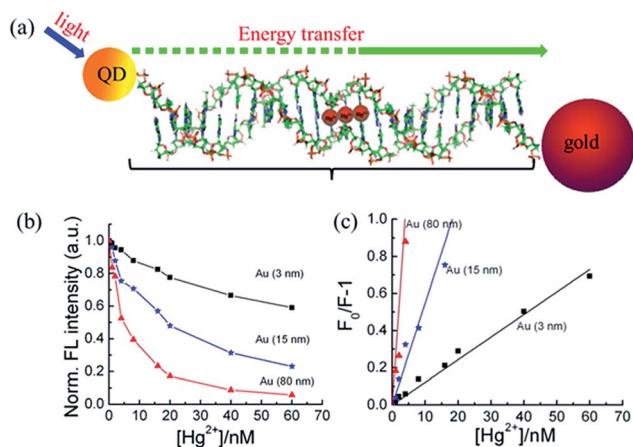 (a)
light
Energy transfer
QD
gold
(b)
Norm. FL intensity (a.u.)
1.0
0.8
0.6
0.4
0.2
0.0
Au (3 nm)
Au (15 nm)
Au (80 nm)
0 10 20 30 40 50 60 70
[Hg²⁺]/nM
(c)
F₀/F-1
1.0
0.8
0.6
0.4
0.2
0.0
Au (80 nm)
Au (15 nm)
Au (3 nm)
0 10 20 30 40 50 60 70
[Hg²⁺]/nM